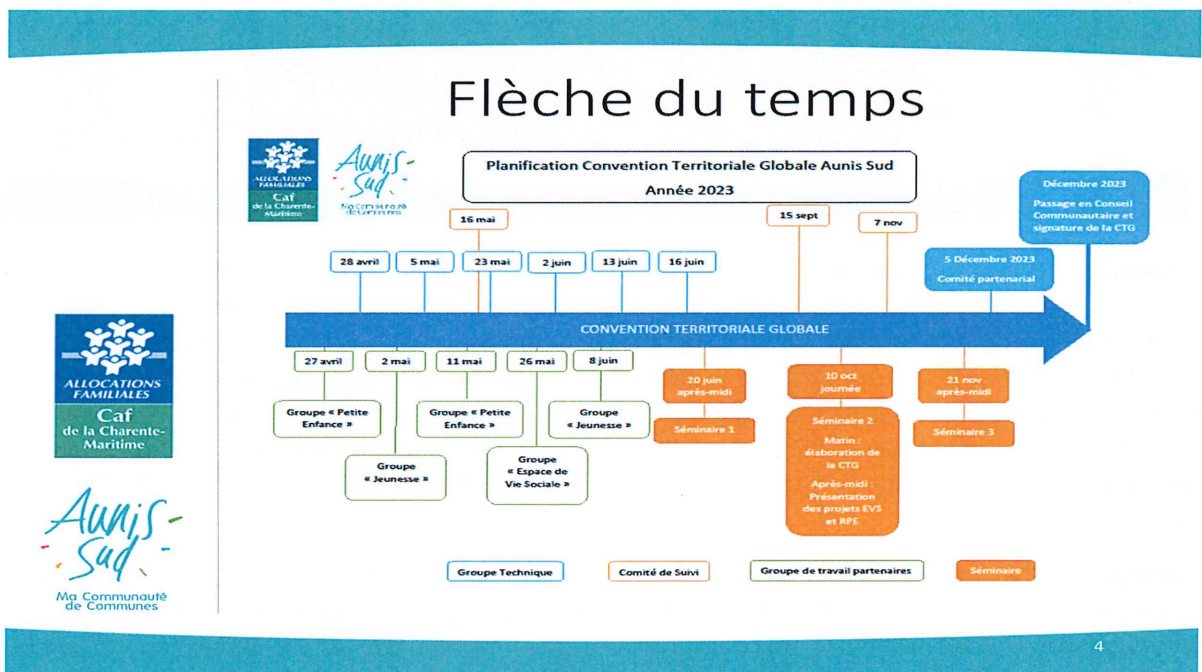 Flèche du temps
ALLOCATIONS
FAMILIALES
Caf
de la Charente-
Maritime
Aunis
Sud
Ma Communauté
de Communes
Planification Convention Territoriale Globale Aunis Sud
Année 2023
Décembre 2023
Passage en Conseil
Communautaire et
signature de la CTG
16 mai
15 sept
7 nov
28 avril
5 mai
23 mai
2 juin
13 juin
16 juin
5 Décembre 2023
Comité partenarial
CONVENTION TERRITORIALE GLOBALE
27 avril
2 mai
11 mai
26 mai
8 juin
20 juin
après-midi
10 oct
journée
21 nov
après-midi
Groupe « Petite
Enfance »
Groupe
« Jeunesse »
Groupe « Petite
Enfance »
Groupe
« Espace de
Vie Sociale »
Groupe
« Jeunesse »
Séminaire 1
Séminaire 2
Matin :
élaboration de
la CTG
Après-midi :
Présentation
des projets EVS
et RPE
Séminaire 3
ALLOCATIONS
FAMILIALES
Caf
de la Charente-
Maritime
Aunis
Sud
Ma Communauté
de Communes
Groupe Technique
Comité de Suivi
Groupe de travail partenaires
Séminaire
4